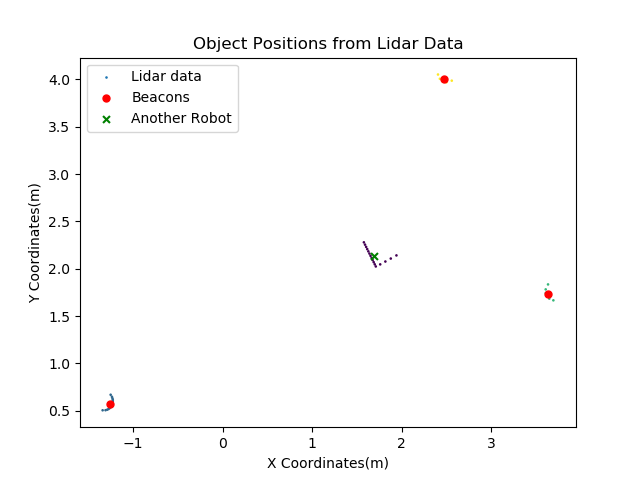 Object Positions from Lidar Data
Lidar data
Beacons
Another Robot
Y Coordinates(m)
4.0
3.5
3.0
2.5
2.0
1.5
1.0
0.5
−1
0
1
2
3
X Coordinates(m)